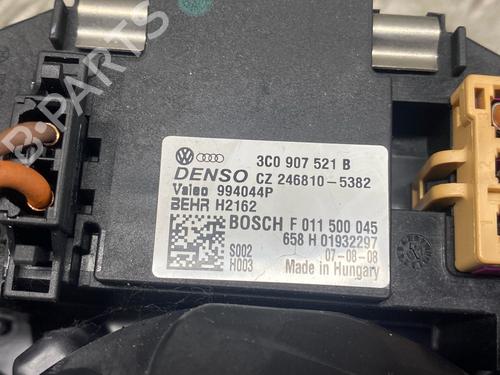 3C0 907 521 B
DENSO CZ 246810-5382
Valeo 994044P
BEHR H2162
BOSCH F 011 500 045
658 H 01932297
S002 07-08-08
H003 Made in Hungary
B-PARTS